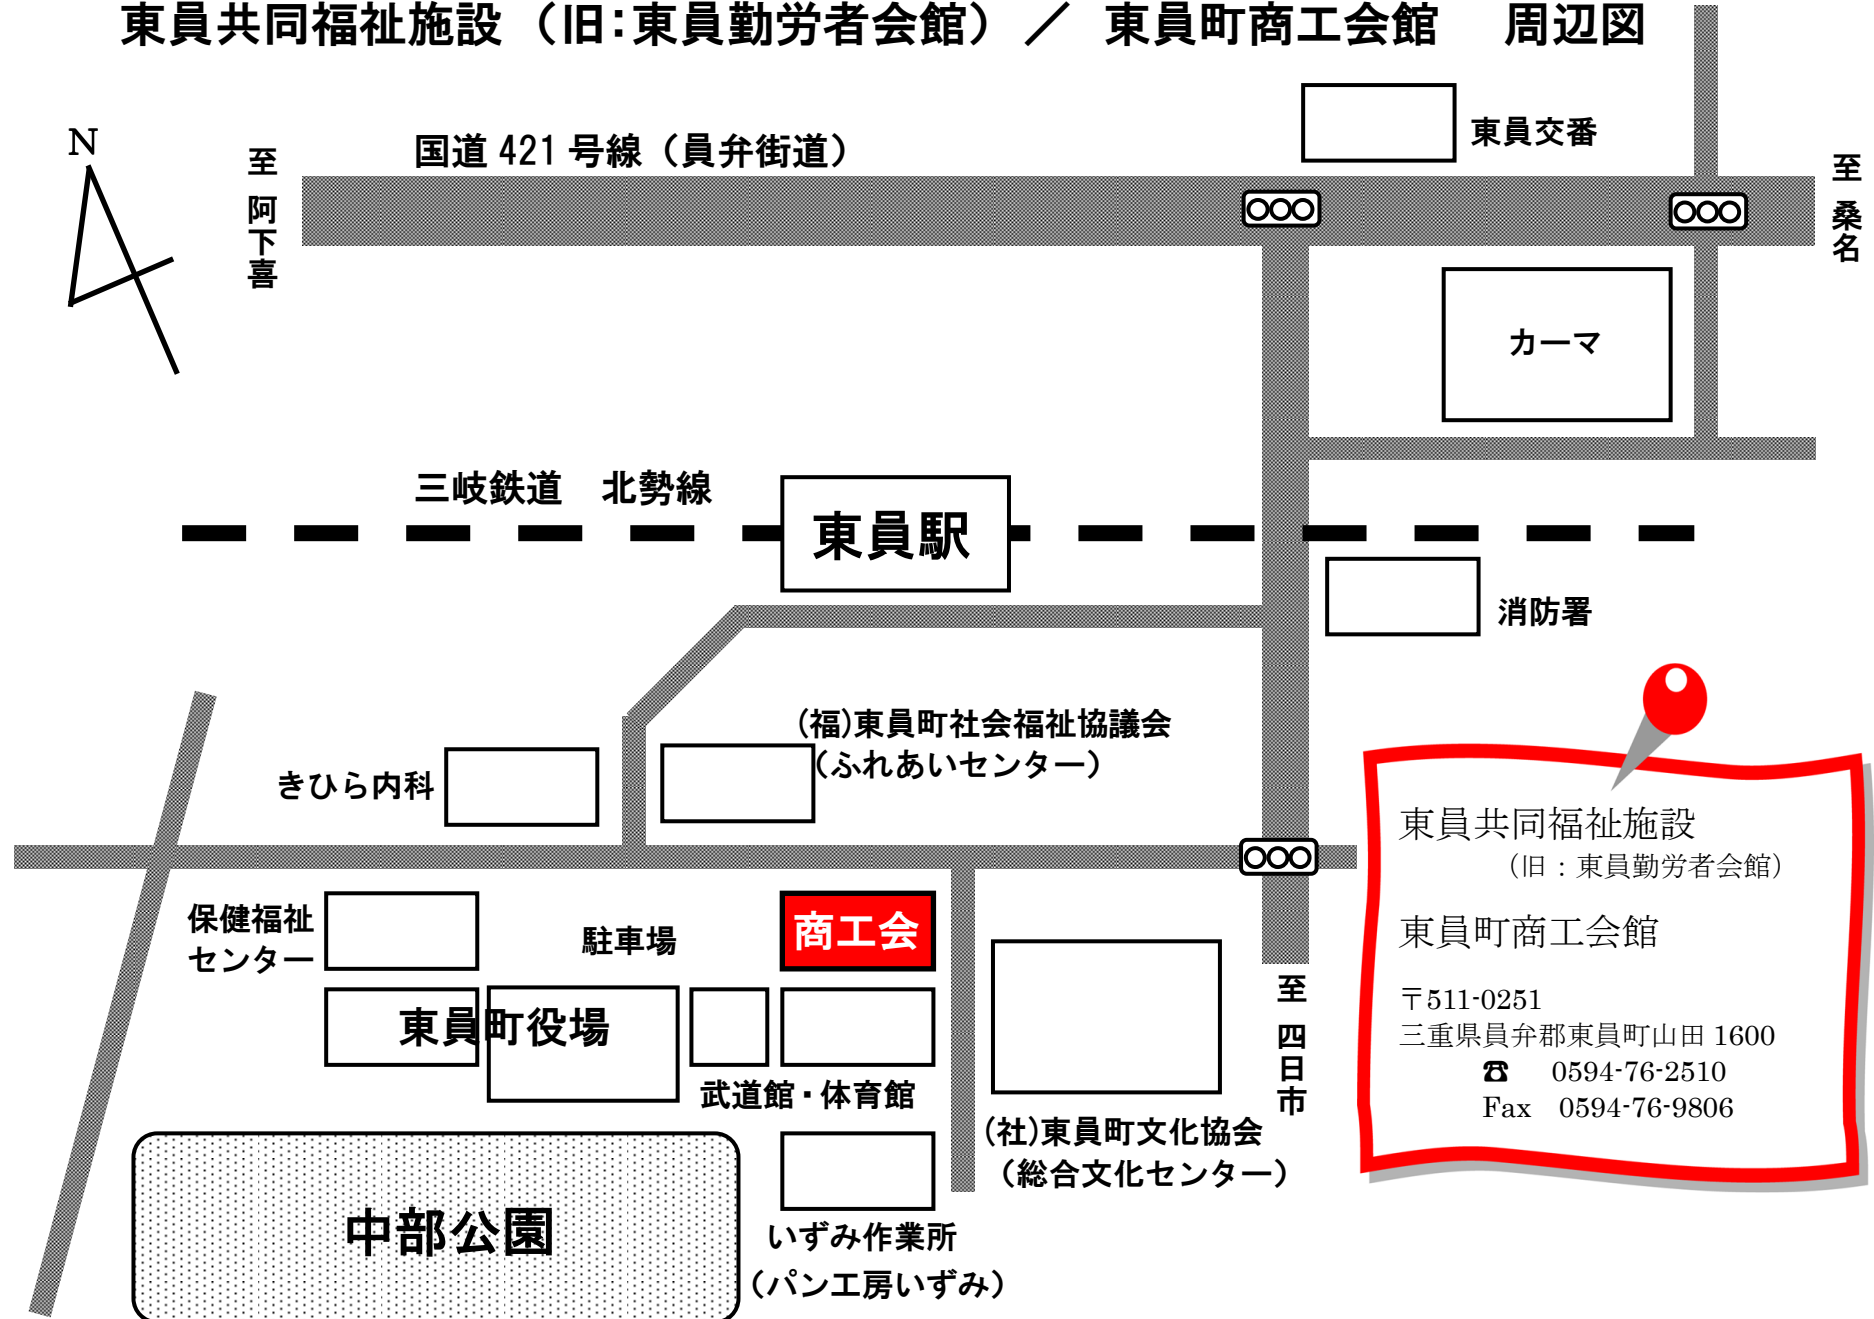 東員共同福祉施設（旧：東員勤労者会館）／ 東員町商工会館　周辺図
N
至 阿下喜
国道 421 号線（員弁街道）
東員交番
至 桑名
カーマ
三岐鉄道　北勢線
東員駅
消防署
(福)東員町社会福祉協議会
（ふれあいセンター）
きひら内科
東員共同福祉施設
（旧：東員勤労者会館）
東員町商工会館
〒511-0251
三重県員弁郡東員町山田 1600
☎　0594-76-2510
Fax　0594-76-9806
保健福祉
センター
駐車場
商工会
東員町役場
武道館・体育館
至 四日市
(社)東員町文化協会
（総合文化センター）
中部公園
いずみ作業所
（パン工房いずみ）